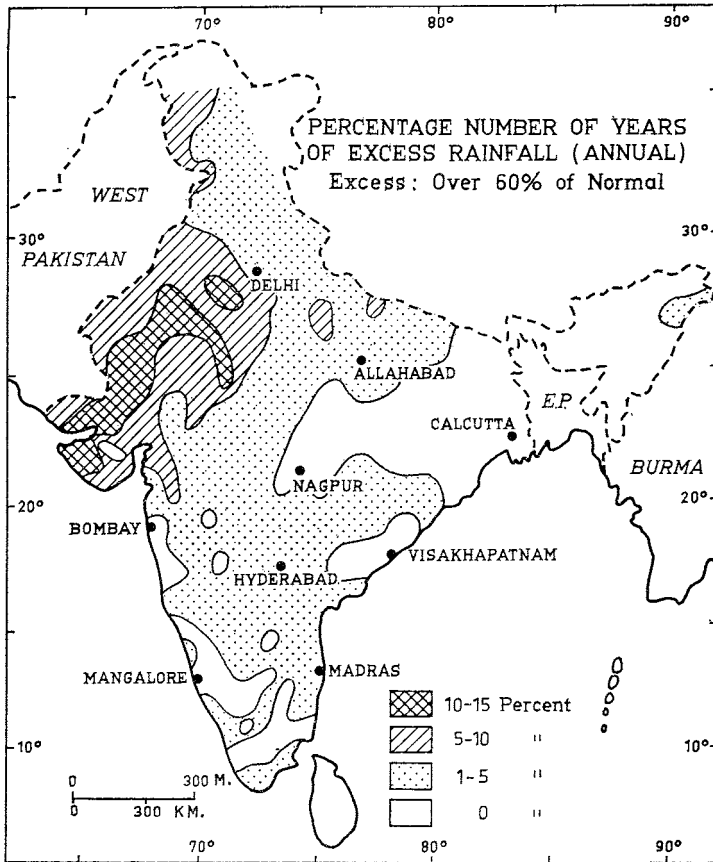 70°
80°
90°
PERCENTAGE NUMBER OF YEARS
OF EXCESS RAINFALL (ANNUAL)
Excess: Over 60% of Normal
WEST
PAKISTAN
30°
30°
DELHI
ALLAHABAD
E.P.
CALCUTTA
BURMA
NAGPUR
20°
20°
BOMBAY
VISAKHAPATNAM
HYDERABAD
MANGALORE
MADRAS
10-15 Percent
5-10 "
1-5 "
0 "
10°
10°
0 300 M.
0 300 KM.
70°
80°
90°